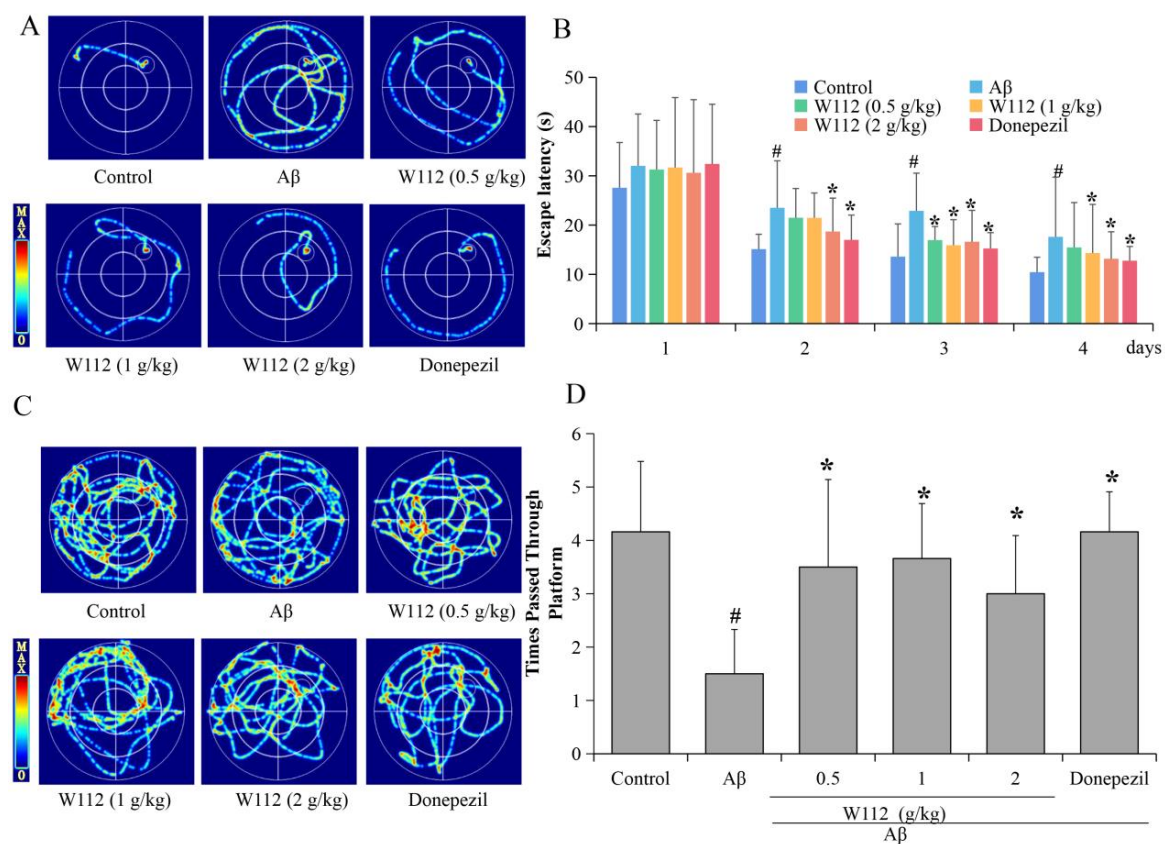 A
Control
Aβ
W112 (0.5 g/kg)
MAX
0
W112 (1 g/kg)
W112 (2 g/kg)
Donepezil
B
Escape latency (s)
50
40
30
20
10
0
Control
Aβ
W112 (0.5 g/kg)
W112 (1 g/kg)
W112 (2 g/kg)
Donepezil
#
*
*
#
*
*
*
*
#
*
*
*
1
2
3
4
days
C
Control
Aβ
W112 (0.5 g/kg)
MAX
0
W112 (1 g/kg)
W112 (2 g/kg)
Donepezil
D
Times Passed Through
Platform
6
5
4
3
2
1
0
#
*
*
*
*
Control
Aβ
0.5
1
2
Donepezil
W112 (g/kg)
Aβ